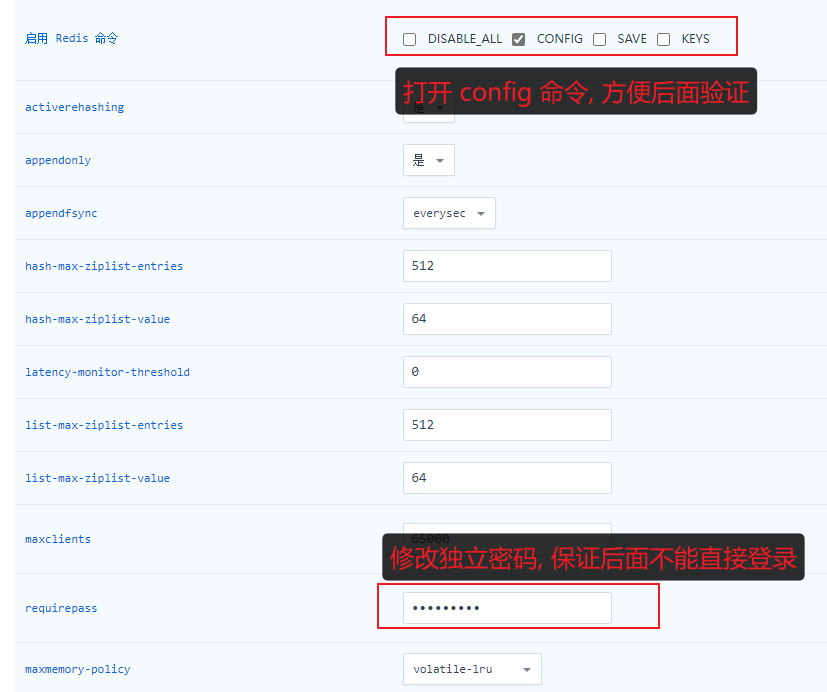 启用 Redis 命令 DISABLE_ALL CONFIG SAVE KEYS
打开 config 命令, 方便后面验证
activerehashing 是
appendonly 是
appendfsync everysec
hash-max-ziplist-entries 512
hash-max-ziplist-value 64
latency-monitor-threshold 0
list-max-ziplist-entries 512
list-max-ziplist-value 64
maxclients 65000
修改独立密码, 保证后面不能直接登录
requirepass •••••••••
maxmemory-policy volatile-lru